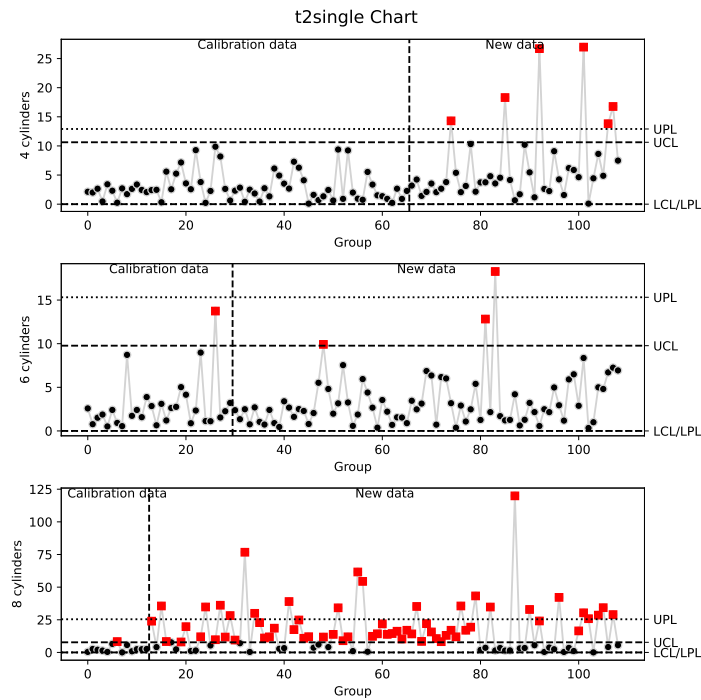 t2single Chart
Calibration data
New data
25
20
15
10
5
0
4 cylinders
UPL
UCL
LCL/LPL
0
20
40
60
80
100
Group
Calibration data
New data
15
10
5
0
6 cylinders
UPL
UCL
LCL/LPL
0
20
40
60
80
100
Group
Calibration data
New data
125
100
75
50
25
0
8 cylinders
UPL
UCL
LCL/LPL
0
20
40
60
80
100
Group